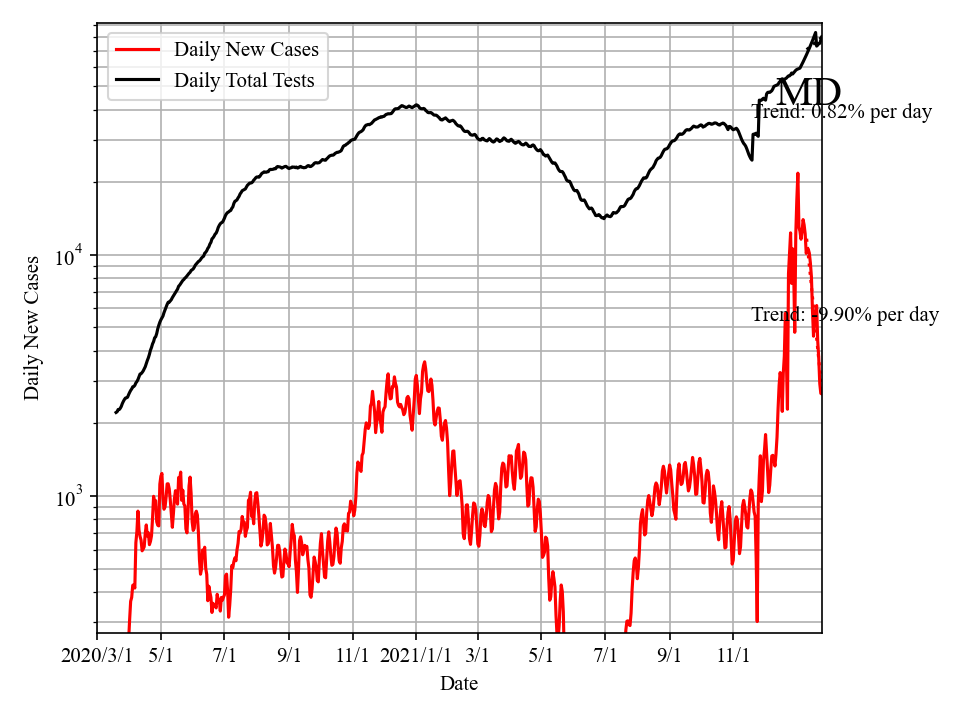 Daily New Cases
Daily Total Tests
MD
Trend: 0.82% per day
Trend: -9.90% per day
10^4
10^3
Daily New Cases
2020/3/1 5/1 7/1 9/1 11/1 2021/1/1 3/1 5/1 7/1 9/1 11/1
Date